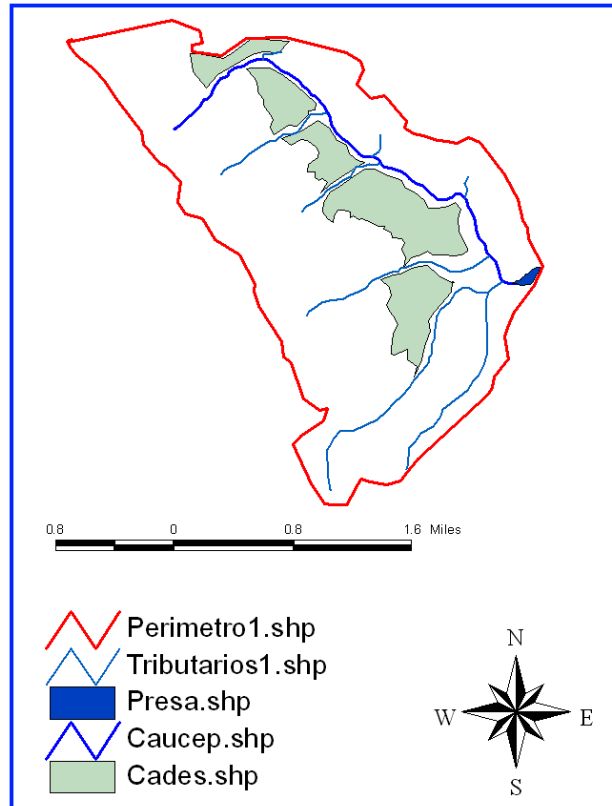 0.8 0 0.8 1.6 Miles
Perimetro1.shp
Tributarios1.shp
Presa.shp
Caucep.shp
Cades.shp
N
W E
S